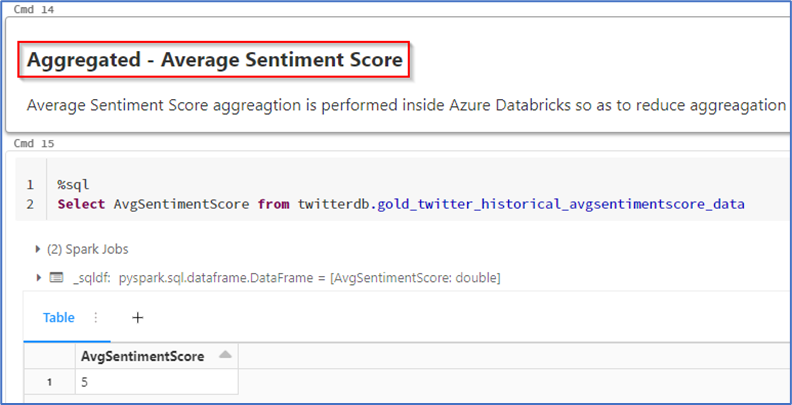 Cmd 14
Aggregated - Average Sentiment Score
Average Sentiment Score aggreagtion is performed inside Azure Databricks so as to reduce aggreagation
Cmd 15
1 %sql
2 Select AvgSentimentScore from twitterdb.gold_twitter_historical_avgsentimentscore_data
(2) Spark Jobs
_sqldf: pyspark.sql.dataframe.DataFrame = [AvgSentimentScore: double]
Table +
AvgSentimentScore
1 5